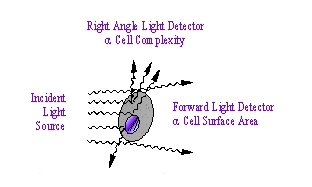 Right Angle Light Detector
α Cell Complexity
Incident
Light
Source
Forward Light Detector
α Cell Surface Area